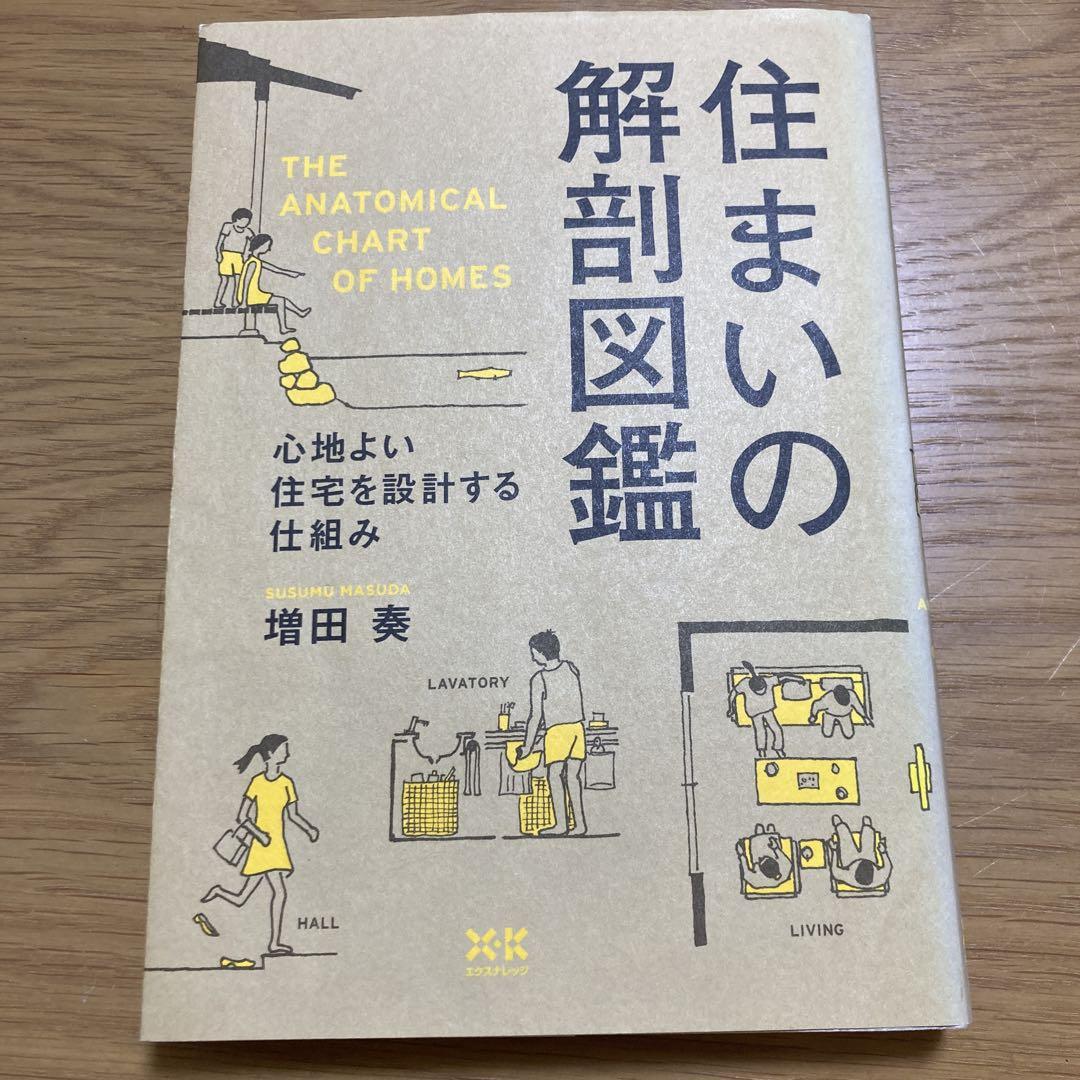 住まいの
解剖図鑑
THE
ANATOMICAL
CHART
OF HOMES
心地よい
住宅を設計する
仕組み
SUSUMU MASUDA
増田 奏
LAVATORY
HALL
LIVING
X-K
エクスナレッジ